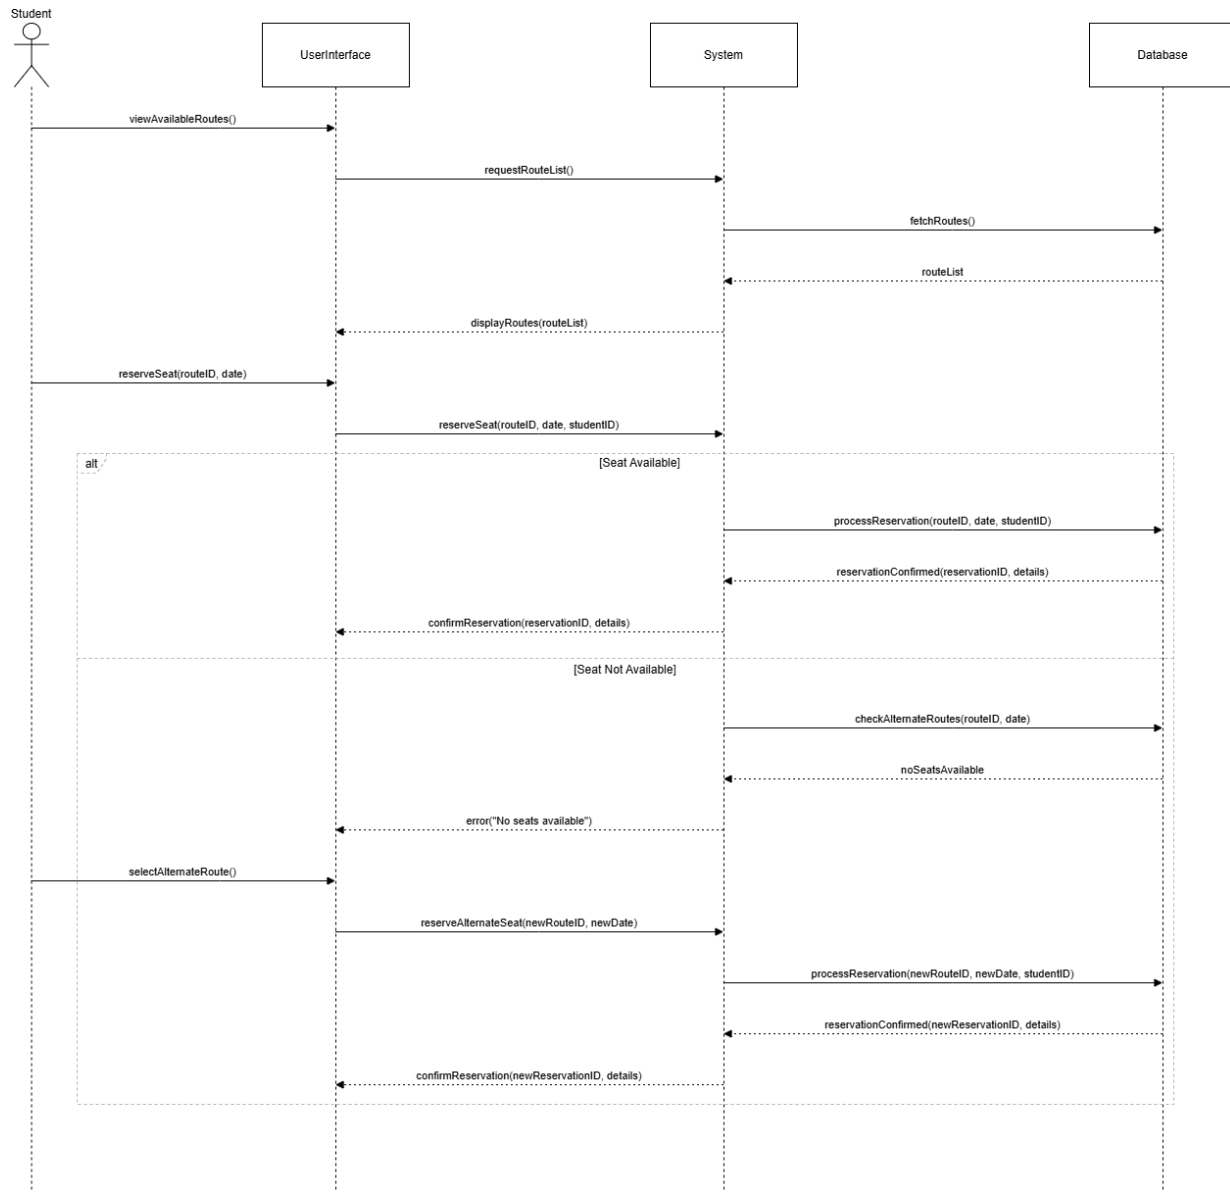 Student
UserInterface
System
Database
viewAvailableRoutes()
requestRouteList()
fetchRoutes()
routeList
displayRoutes(routeList)
reserveSeat(routeID, date)
reserveSeat(routeID, date, studentID)
alt
[Seat Available]
processReservation(routeID, date, studentID)
reservationConfirmed(reservationID, details)
confirmReservation(reservationID, details)
[Seat Not Available]
checkAlternateRoutes(routeID, date)
noSeatsAvailable
error("No seats available")
selectAlternateRoute()
reserveAlternateSeat(newRouteID, newDate)
processReservation(newRouteID, newDate, studentID)
reservationConfirmed(newReservationID, details)
confirmReservation(newReservationID, details)